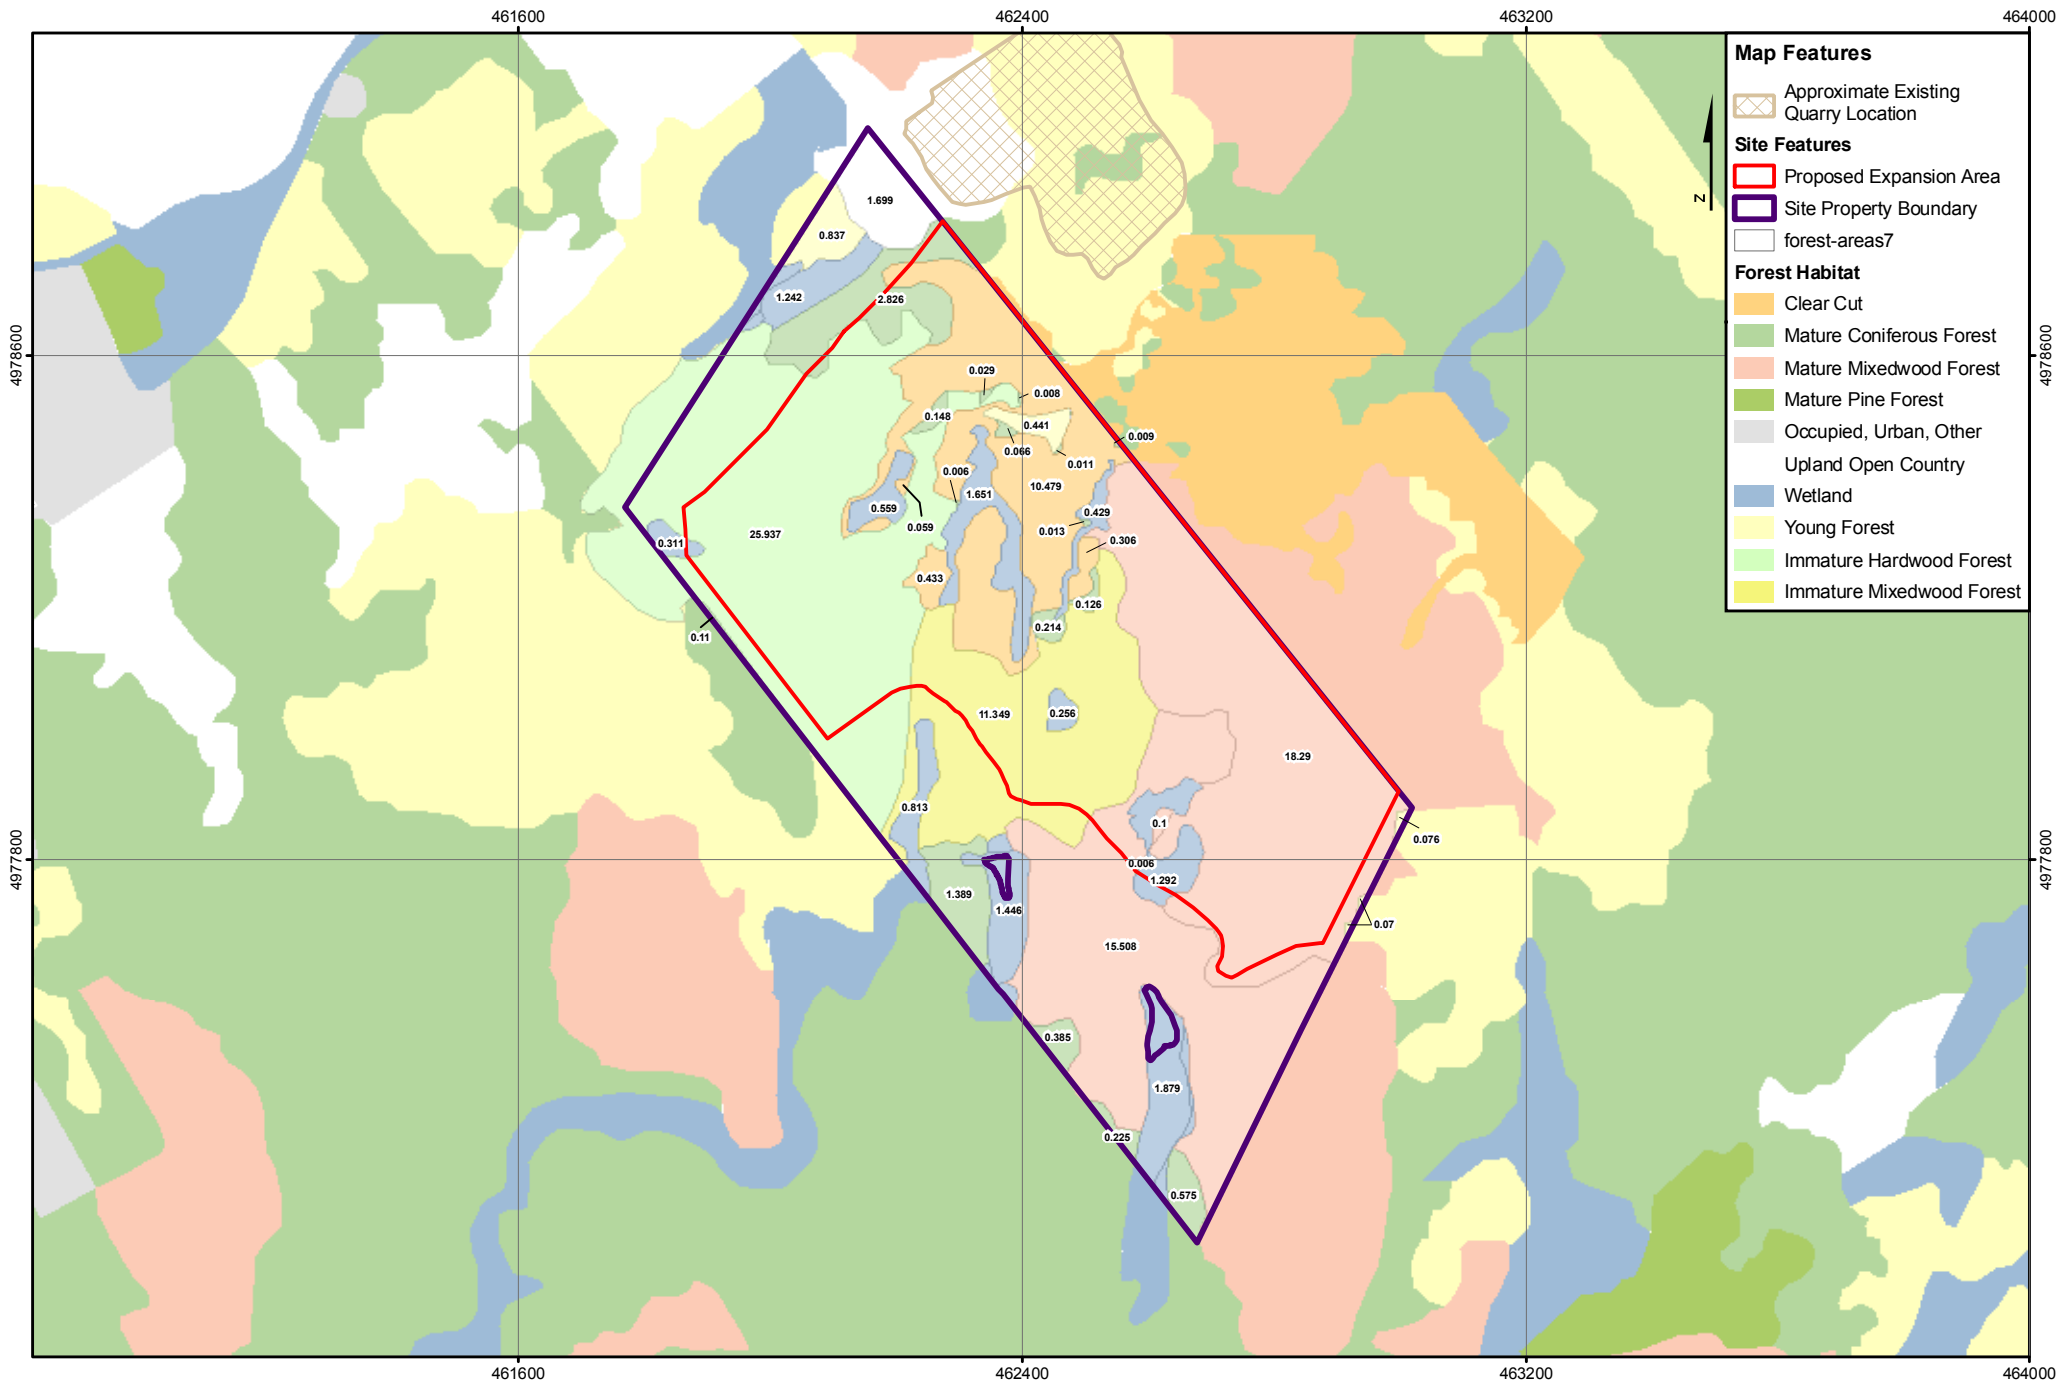 461600
462400
463200
464000
Map Features
Approximate Existing
Quarry Location
Site Features
Proposed Expansion Area
Site Property Boundary
forest-areas7
Forest Habitat
Clear Cut
Mature Coniferous Forest
Mature Mixedwood Forest
Mature Pine Forest
Occupied, Urban, Other
Upland Open Country
Wetland
Young Forest
Immature Hardwood Forest
Immature Mixedwood Forest
N
4978600
4978600
4977800
4977800
1.699
0.837
1.242
2.826
0.029
0.008
0.148
0.441
0.009
0.066
0.011
0.006
10.479
1.651
0.559
0.059
0.429
0.013
0.306
25.937
0.311
0.433
0.126
0.214
0.11
11.349
0.256
18.29
0.813
0.1
0.076
0.006
1.292
1.389
1.446
0.07
15.508
0.385
1.879
0.225
0.575
461600
462400
463200
464000